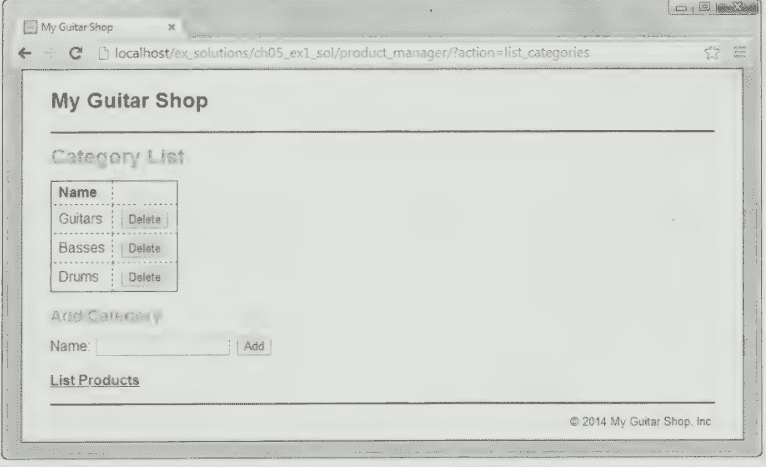 My Guitar Shop
localhost/ex_solutions/ch05_ex1_sol/product_manager/?action=list_categories
My Guitar Shop
Category List
Name
Guitars Delete
Basses Delete
Drums Delete
Add Category
Name: Add
List Products
© 2014 My Guitar Shop, Inc